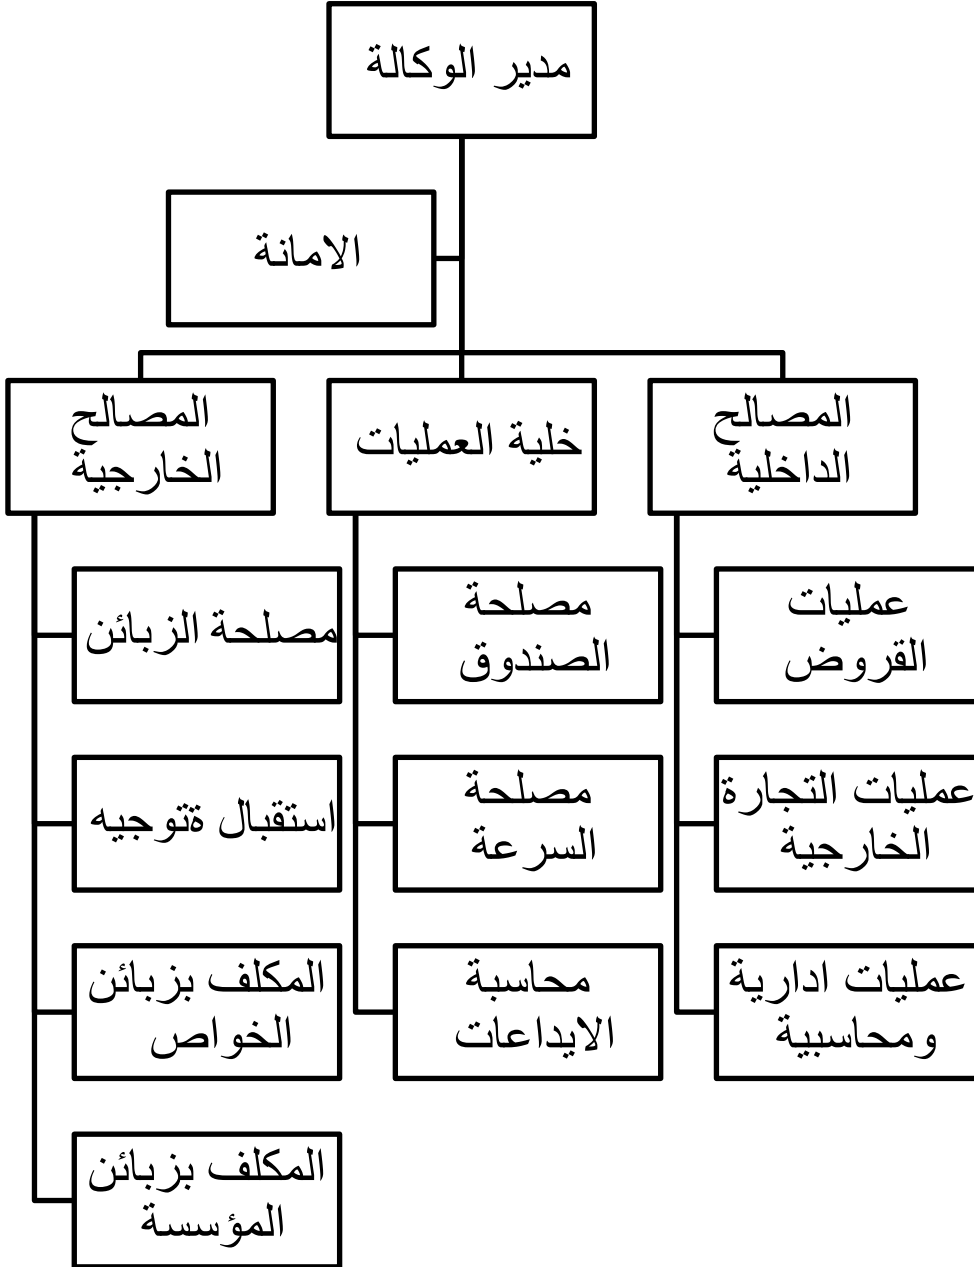 مدير الوكالة
الامانة
المصالح
الداخلية
خلية العمليات
المصالح
الخارجية
عمليات
القروض
مصلحة
الصندوق
مصلحة الزبائن
عمليات التجارة
الخارجية
مصلحة
السرعة
استقبال ةتوجيه
عمليات ادارية
ومحاسبية
محاسبة
الايداعات
المكلف بزبائن
الخواص
المكلف بزبائن
المؤسسة